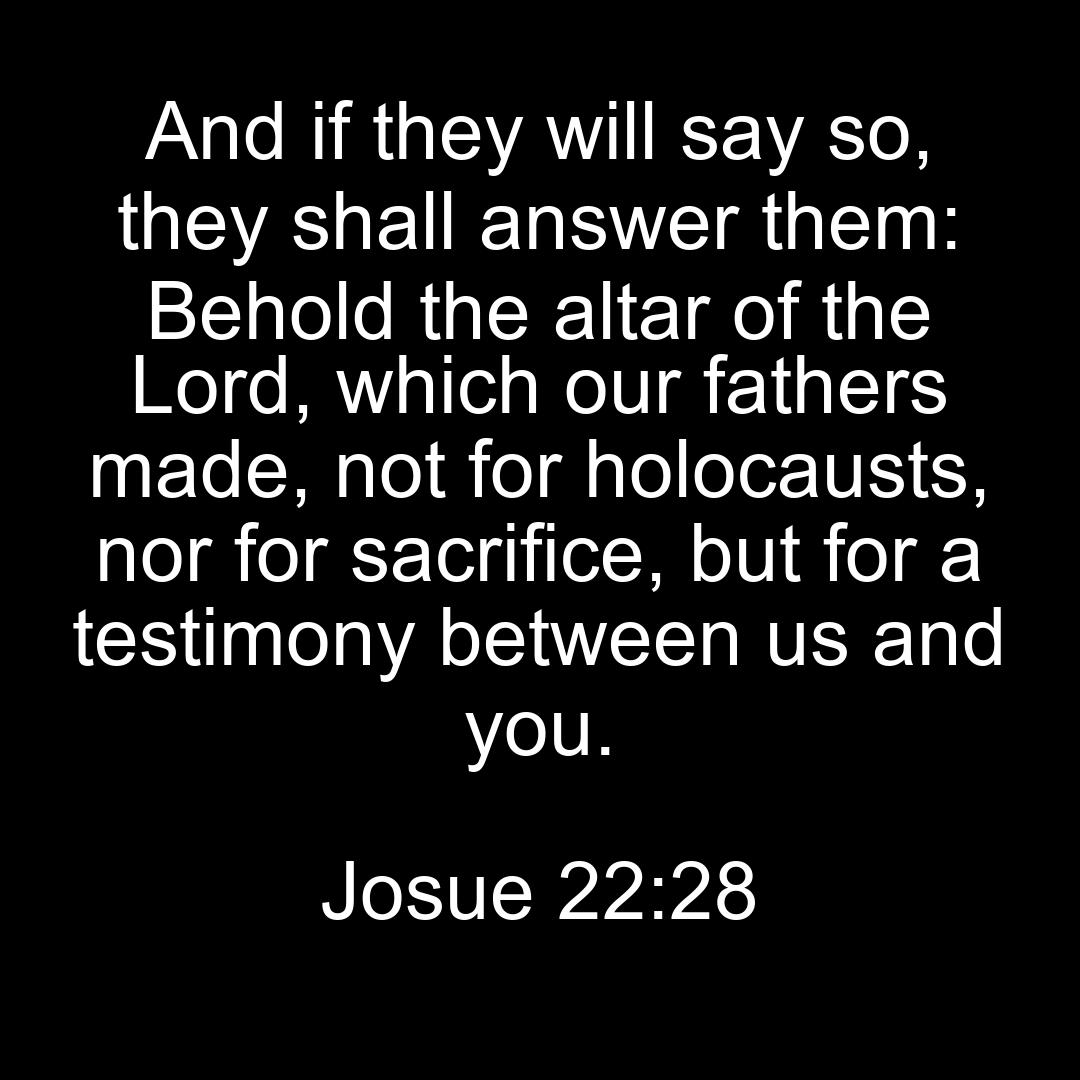 And if they will say so,
they shall answer them:
Behold the altar of the
Lord, which our fathers
made, not for holocausts,
nor for sacrifice, but for a
testimony between us and
you.
Josue 22:28